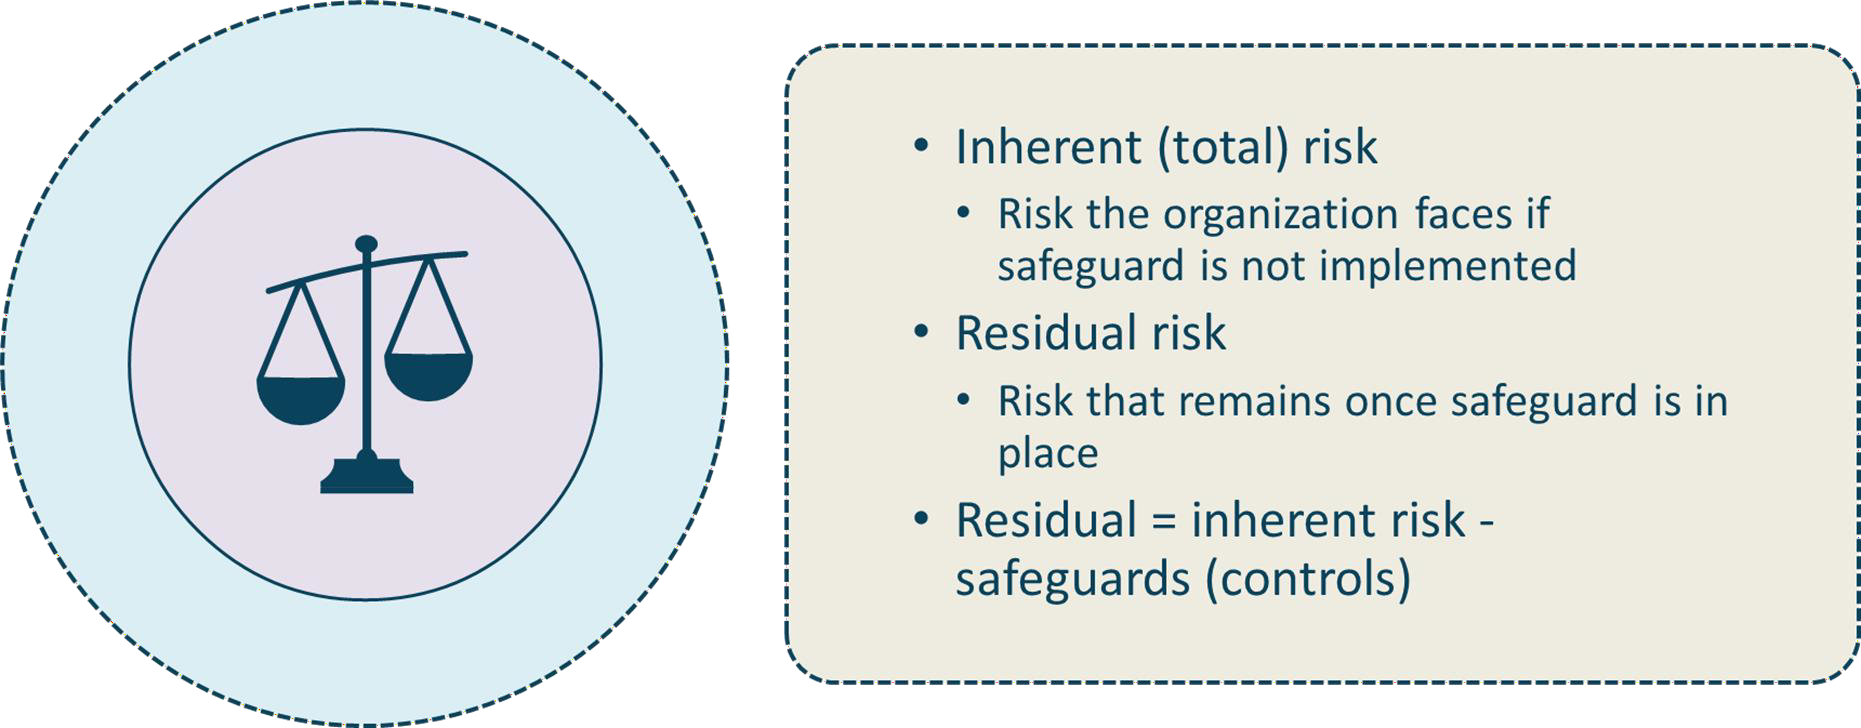 • Inherent (total) risk
• Risk the organization faces if
safeguard is not implemented
• Residual risk
• Risk that remains once safeguard is in
place
• Residual = inherent risk -
safeguards (controls)